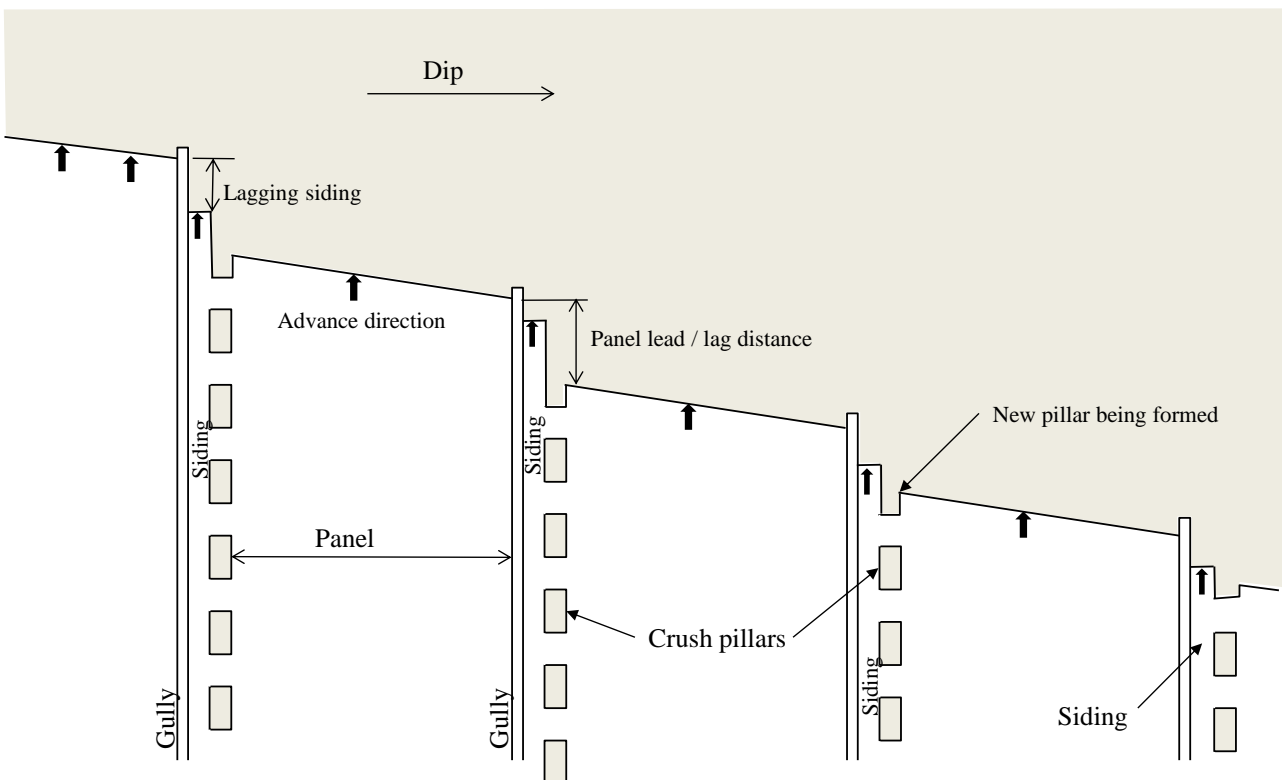 Dip
Lagging siding
Advance direction
Panel lead / lag distance
New pillar being formed
Siding
Siding
Panel
Crush pillars
Siding
Siding
Gully
Gully